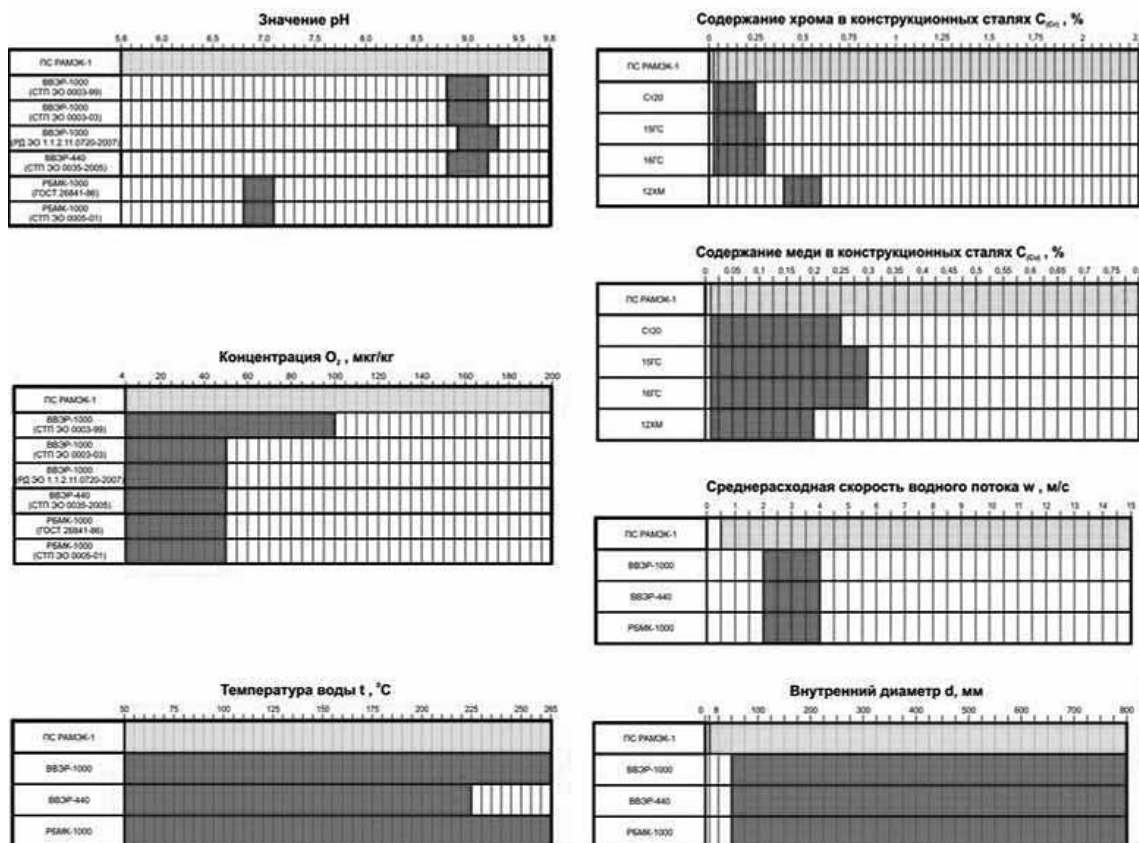 Значение pH
5,6 6,0 6,5 7,0 7,5 8,0 8,5 9,0 9,5 9,8
ПС РАМЭК-1
ВВЭР-1000
(СТП ЭО 0003-99)
ВВЭР-1000
(СТП ЭО 0003-03)
ВВЭР-1000
(РД ЭО 1.1.2.11.0720-2007)
ВВЭР-440
(СТП ЭО 0035-2005)
РБМК-1000
(ГОСТ 26841-86)
РБМК-1000
(СТП ЭО 0005-01)
Концентрация O2 , мкг/кг
4 20 40 60 80 100 120 140 160 180 200
ПС РАМЭК-1
ВВЭР-1000
(СТП ЭО 0003-99)
ВВЭР-1000
(СТП ЭО 0003-03)
ВВЭР-1000
(РД ЭО 1.1.2.11.0720-2007)
ВВЭР-440
(СТП ЭО 0035-2005)
РБМК-1000
(ГОСТ 26841-86)
РБМК-1000
(СТП ЭО 0005-01)
Температура воды t , °C
50 75 100 125 150 175 200 225 250 265
ПС РАМЭК-1
ВВЭР-1000
ВВЭР-440
РБМК-1000
Содержание хрома в конструкционных сталях C(Cr) , %
0 0,25 0,5 0,75 1 1,25 1,5 1,75 2
ПС РАМЭК-1
Ст20
15ГС
16ГС
12ХМ
Содержание меди в конструкционных сталях C(Cu) , %
0 0,05 0,1 0,15 0,2 0,25 0,3 0,35 0,4 0,45 0,5 0,55 0,6 0,65 0,7 0,75
ПС РАМЭК-1
Ст20
15ГС
16ГС
12ХМ
Среднерасходная скорость водного потока w , м/с
0 1 2 3 4 5 6 7 8 9 10 11 12 13 14 15
ПС РАМЭК-1
ВВЭР-1000
ВВЭР-440
РБМК-1000
Внутренний диаметр d, мм
0 8 100 200 300 400 500 600 700 800
ПС РАМЭК-1
ВВЭР-1000
ВВЭР-440
РБМК-1000